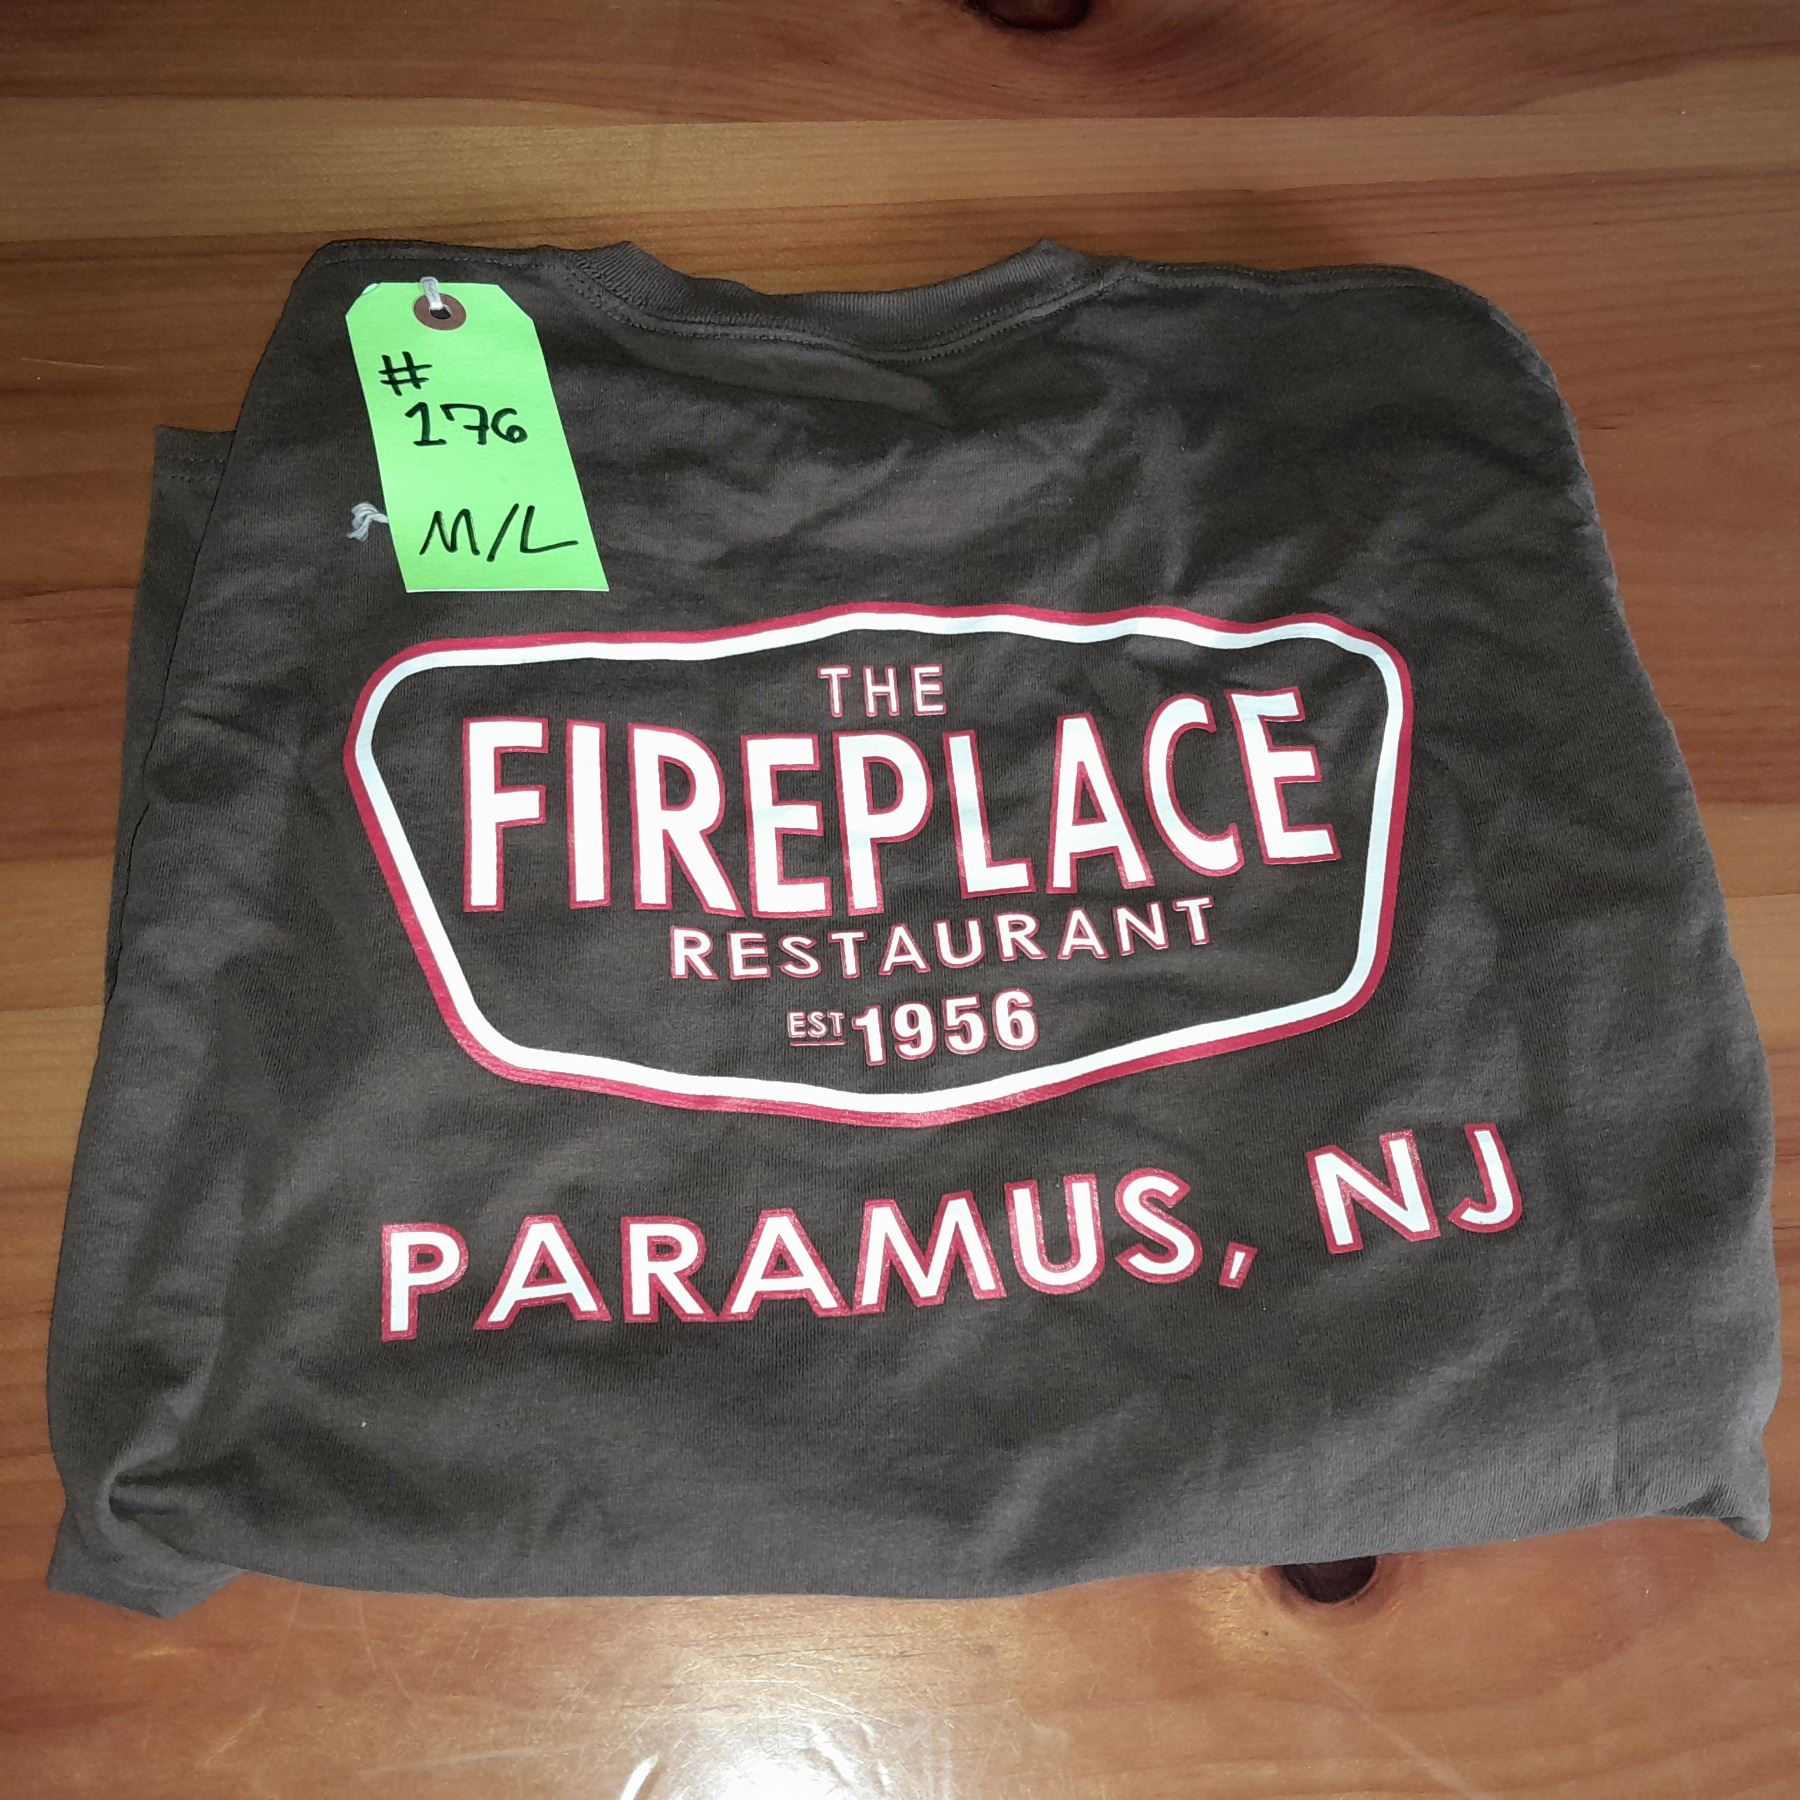 #
176
M/L
THE
FIREPLACE
RESTAURANT
EST 1956
PARAMUS, NJ